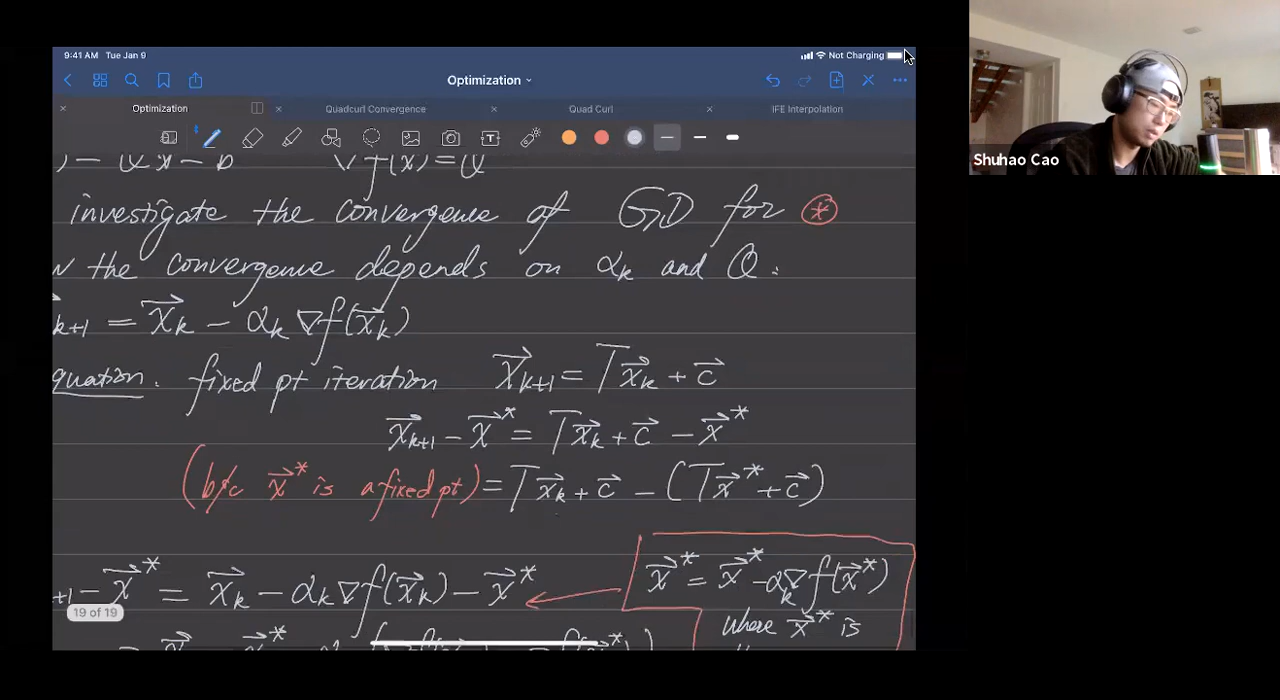 9:41 AM Tue Jan 9
Not Charging
Optimization
Optimization
Quadcurl Convergence
Quad Curl
IFE Interpolation
Shuhao Cao
) = Qx - b ∇f(x) = Q
investigate the convergence of GD for *
the convergence depends on αk and Q.
k+1 = x⃗k - αk ∇f(x⃗k)
quation. fixed pt iteration x⃗k+1 = Tx⃗k + c⃗
x⃗k+1 - x⃗* = Tx⃗k + c⃗ - x⃗*
(b/c x⃗* is a fixed pt) = Tx⃗k + c⃗ - (Tx⃗* + c⃗)
+1 - x⃗* = x⃗k - αk ∇f(x⃗k) - x⃗*
x⃗* = x⃗* - αk ∇f(x⃗*)
where x⃗* is
19 of 19